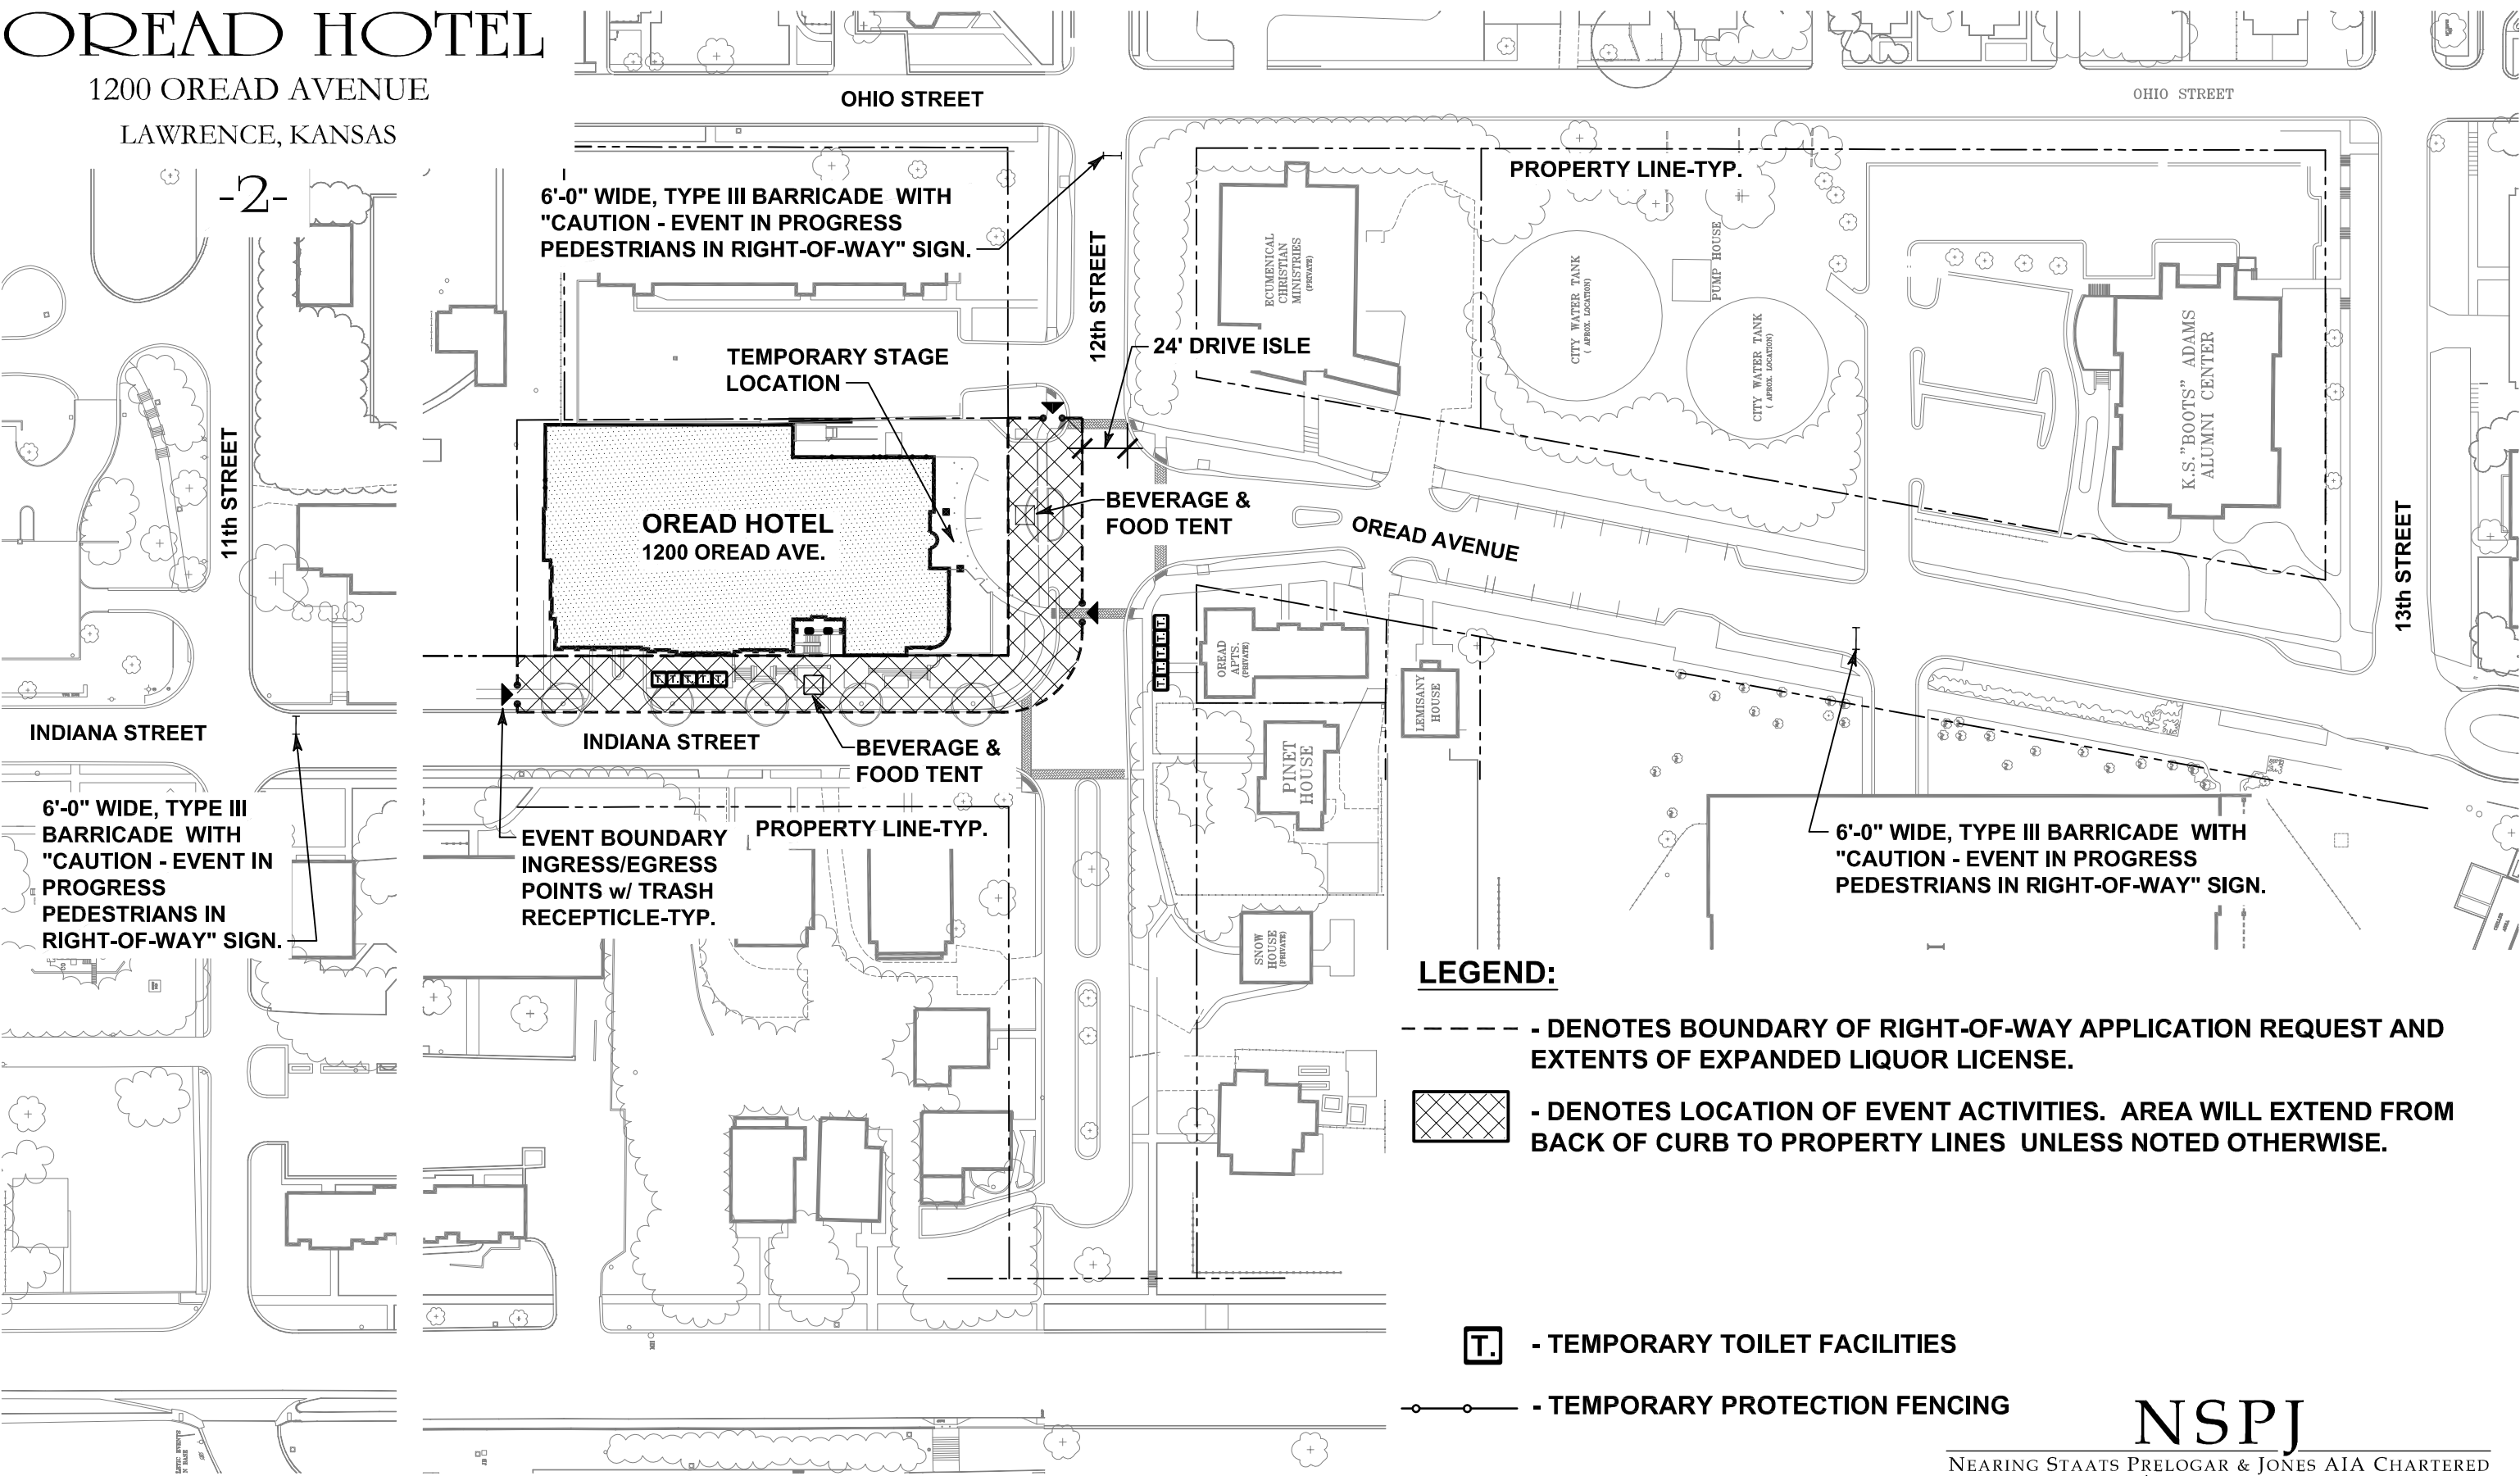 OREAD HOTEL
1200 OREAD AVENUE
LAWRENCE, KANSAS
-2-
OHIO STREET
OHIO STREET
6'-0" WIDE, TYPE III BARRICADE WITH
"CAUTION - EVENT IN PROGRESS
PEDESTRIANS IN RIGHT-OF-WAY" SIGN.
12th STREET
PROPERTY LINE-TYP.
ECUMENICAL
CHRISTIAN
MINISTRIES
(PRIVATE)
CITY WATER TANK
( APROX. LOCATION)
PUMP HOUSE
CITY WATER TANK
( APROX. LOCATION)
K.S."BOOTS" ADAMS
ALUMNI CENTER
TEMPORARY STAGE
LOCATION
24' DRIVE ISLE
11th STREET
OREAD HOTEL
1200 OREAD AVE.
BEVERAGE &
FOOD TENT
OREAD AVENUE
13th STREET
T. T. T. T. T.
T. T. T. T. T.
OREAD
APTS.
(PRIVATE)
LEMISANY
HOUSE
INDIANA STREET
INDIANA STREET
BEVERAGE &
FOOD TENT
PINET
HOUSE
6'-0" WIDE, TYPE III
BARRICADE WITH
"CAUTION - EVENT IN
PROGRESS
PEDESTRIANS IN
RIGHT-OF-WAY" SIGN.
EVENT BOUNDARY
INGRESS/EGRESS
POINTS w/ TRASH
RECEPTICLE-TYP.
PROPERTY LINE-TYP.
6'-0" WIDE, TYPE III BARRICADE WITH
"CAUTION - EVENT IN PROGRESS
PEDESTRIANS IN RIGHT-OF-WAY" SIGN.
SNOW
HOUSE
(PRIVATE)
LEGEND:
- DENOTES BOUNDARY OF RIGHT-OF-WAY APPLICATION REQUEST AND
EXTENTS OF EXPANDED LIQUOR LICENSE.
- DENOTES LOCATION OF EVENT ACTIVITIES. AREA WILL EXTEND FROM
BACK OF CURB TO PROPERTY LINES UNLESS NOTED OTHERWISE.
T. - TEMPORARY TOILET FACILITIES
- TEMPORARY PROTECTION FENCING
NSPJ
NEARING STAATS PRELOGAR & JONES AIA CHARTERED